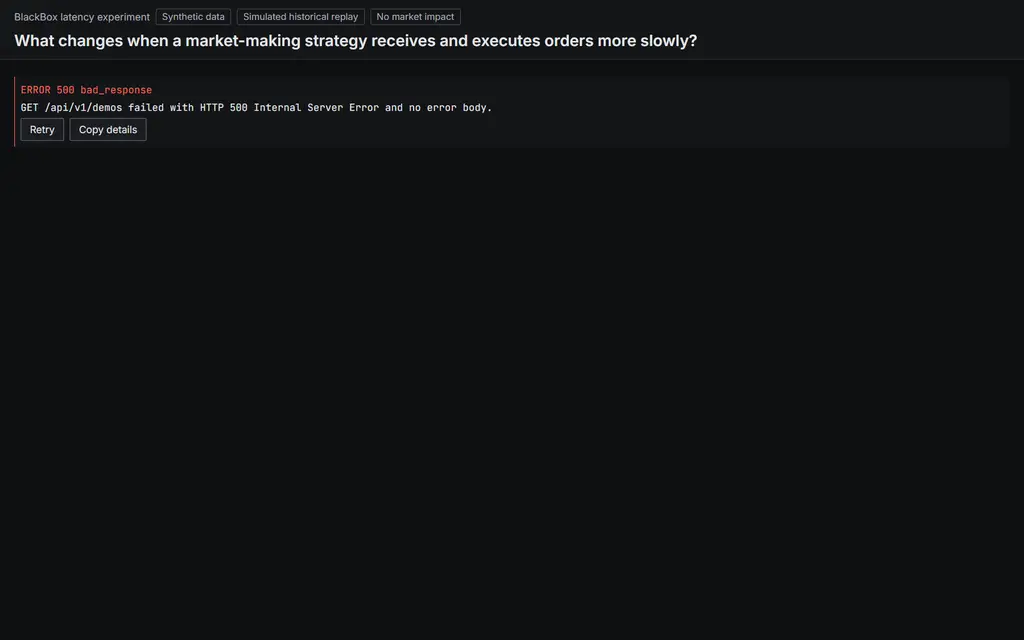 BlackBox latency experiment Synthetic data Simulated historical replay No market impact
What changes when a market-making strategy receives and executes orders more slowly?
ERROR 500 bad_response
GET /api/v1/demos failed with HTTP 500 Internal Server Error and no error body.
Retry Copy details